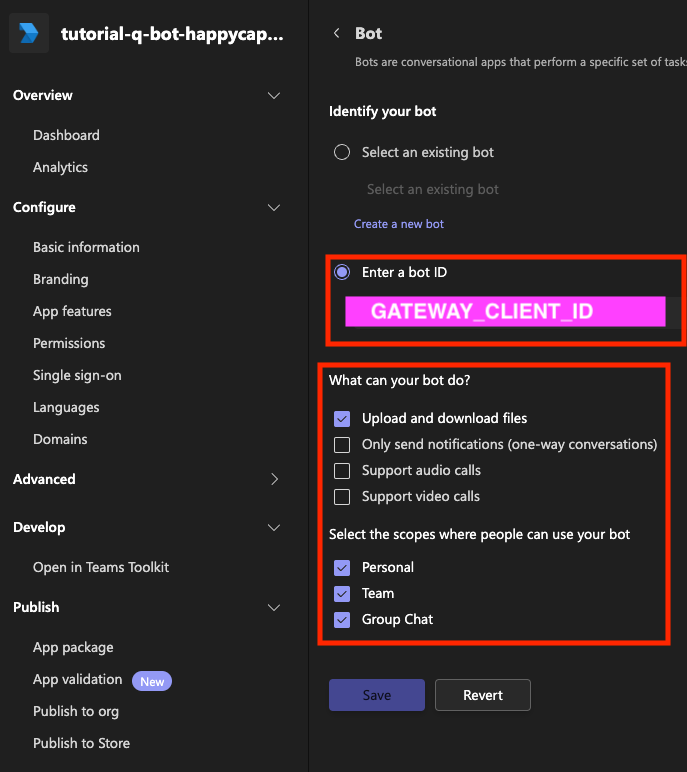 tutorial-q-bot-happycap...
Overview
Dashboard
Analytics
Configure
Basic information
Branding
App features
Permissions
Single sign-on
Languages
Domains
Advanced
Develop
Open in Teams Toolkit
Publish
App package
App validation New
Publish to org
Publish to Store
Bot
Bots are conversational apps that perform a specific set of tasks
Identify your bot
Select an existing bot
Select an existing bot
Create a new bot
Enter a bot ID
GATEWAY_CLIENT_ID
What can your bot do?
Upload and download files
Only send notifications (one-way conversations)
Support audio calls
Support video calls
Select the scopes where people can use your bot
Personal
Team
Group Chat
Save Revert